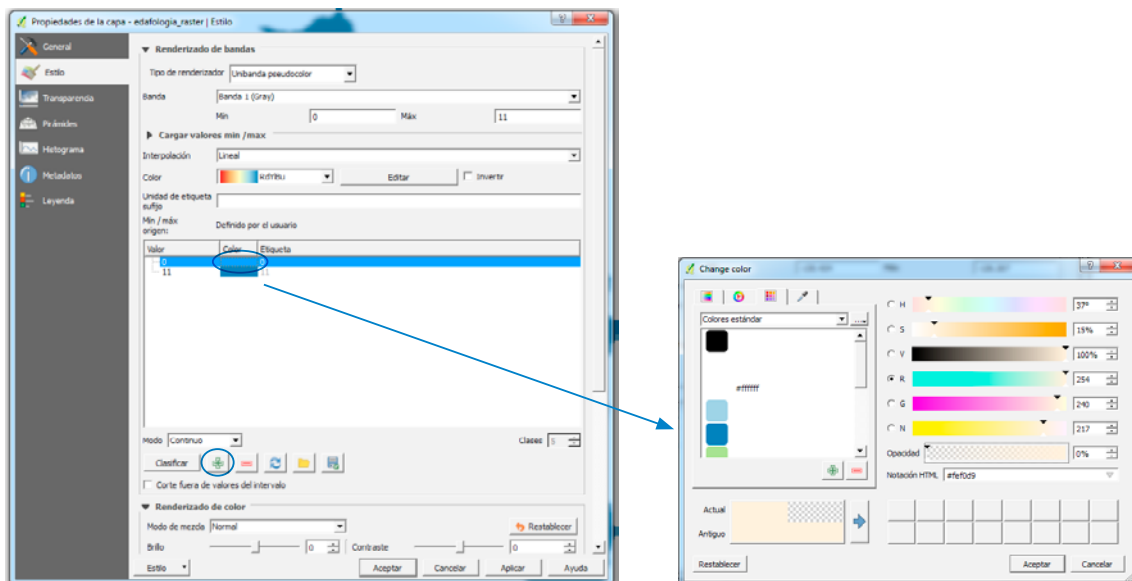 Propiedades de la capa - edafologia_raster | Estilo
General
Estilo
Transparencia
Pirámides
Histograma
Metadatos
Leyenda
Renderizado de bandas
Tipo de renderizador Unibanda pseudocolor
Banda Banda 1 (Gray)
Mín 0 Máx 11
Cargar valores min /max
Interpolación Lineal
Color RdYlBu Editar Invertir
Unidad de etiqueta
sufijo
Min / máx
origen: Definido por el usuario
Valor Color Etiqueta
0 0
11 11
Modo Continuo Clases 5
Clasificar
Corte fuera de valores del intervalo
Renderizado de color
Modo de mezcla Normal Restablecer
Brillo 0 Contraste 0
Estilo Aceptar Cancelar Aplicar Ayuda
Change color
Colores estándar ...
#ffffff
H 37º
S 15%
V 100%
R 254
G 240
N 217
Opacidad 0%
Notación HTML #fef0d9
Actual
Antiguo
Restablecer Aceptar Cancelar